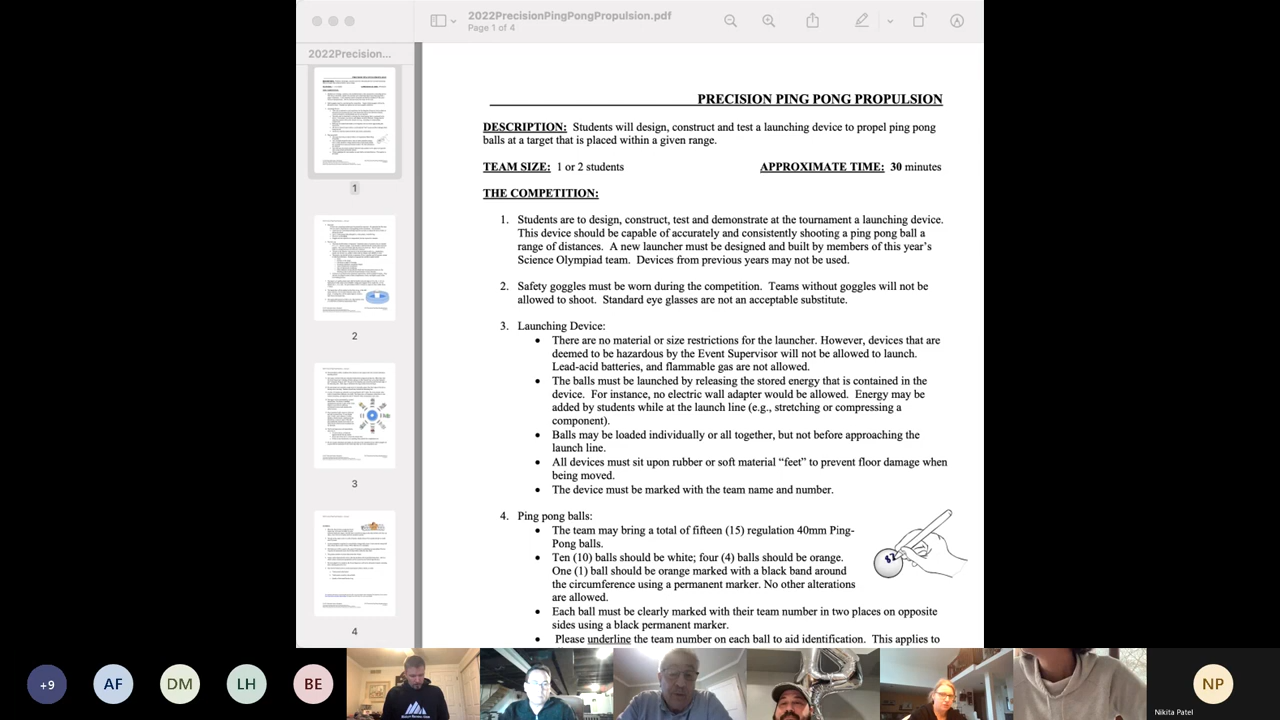 2022PrecisionPingPongPropulsion.pdf
Page 1 of 4
2022Precision...
1
2
3
4
PRECISION PING PONG PROPULSION
DESCRIPTION: Students will design, construct and test a launching device to propel ping pong
balls at a target that is placed within a given range.
TEAM SIZE: 1 or 2 students
APPROXIMATE TIME: 30 minutes
THE COMPETITION:
1. Students are to design, construct, test and demonstrate at the tournament a launching device.
This device should be capable of accurately and consistently shooting a ping pong ball a
range of distances. A new launcher must be designed and built by members of this year's
Science Olympiad team. Devices from previous years may not be used.
2. Safety goggles must be worn during the competition. Teams without goggles will not be
allowed to shoot. Standard eye glasses are not an acceptable substitute.
3. Launching Device:
• There are no material or size restrictions for the launcher. However, devices that are
deemed to be hazardous by the Event Supervisor will not be allowed to launch.
Lead-acid batteries, and flammable gas are not allowed.
• The balls must be launched by releasing the stored energy that is contained in the
device. For instance, no electric wall adapters would be allowed. Energy may be
added by students while at the launch line (e.g., stretching or compressing a
component).
• Balls may be loaded individually or all together, but not before approaching the
launch line.
• All devices must sit upon rubber or soft material "feet" to prevent floor damage when
being moved.
• The device must be marked with the team name and number.
4. Ping pong balls:
• The team may bring a total of fifteen (15) regulation Ping-
Pong balls.
• Ten (10) balls should be white; four (4) balls should be orange.
One (1) ball should be orange marked with a black line around
the circumference using a permanent marker. No other alterations
are allowed.
• Each ball must be clearly marked with their team number in two places on opposite
sides using a black permanent marker.
• Please underline the team number on each ball to aid identification. This applies to
+9
AF
DM
LH
BE
NP
Nikita Patel